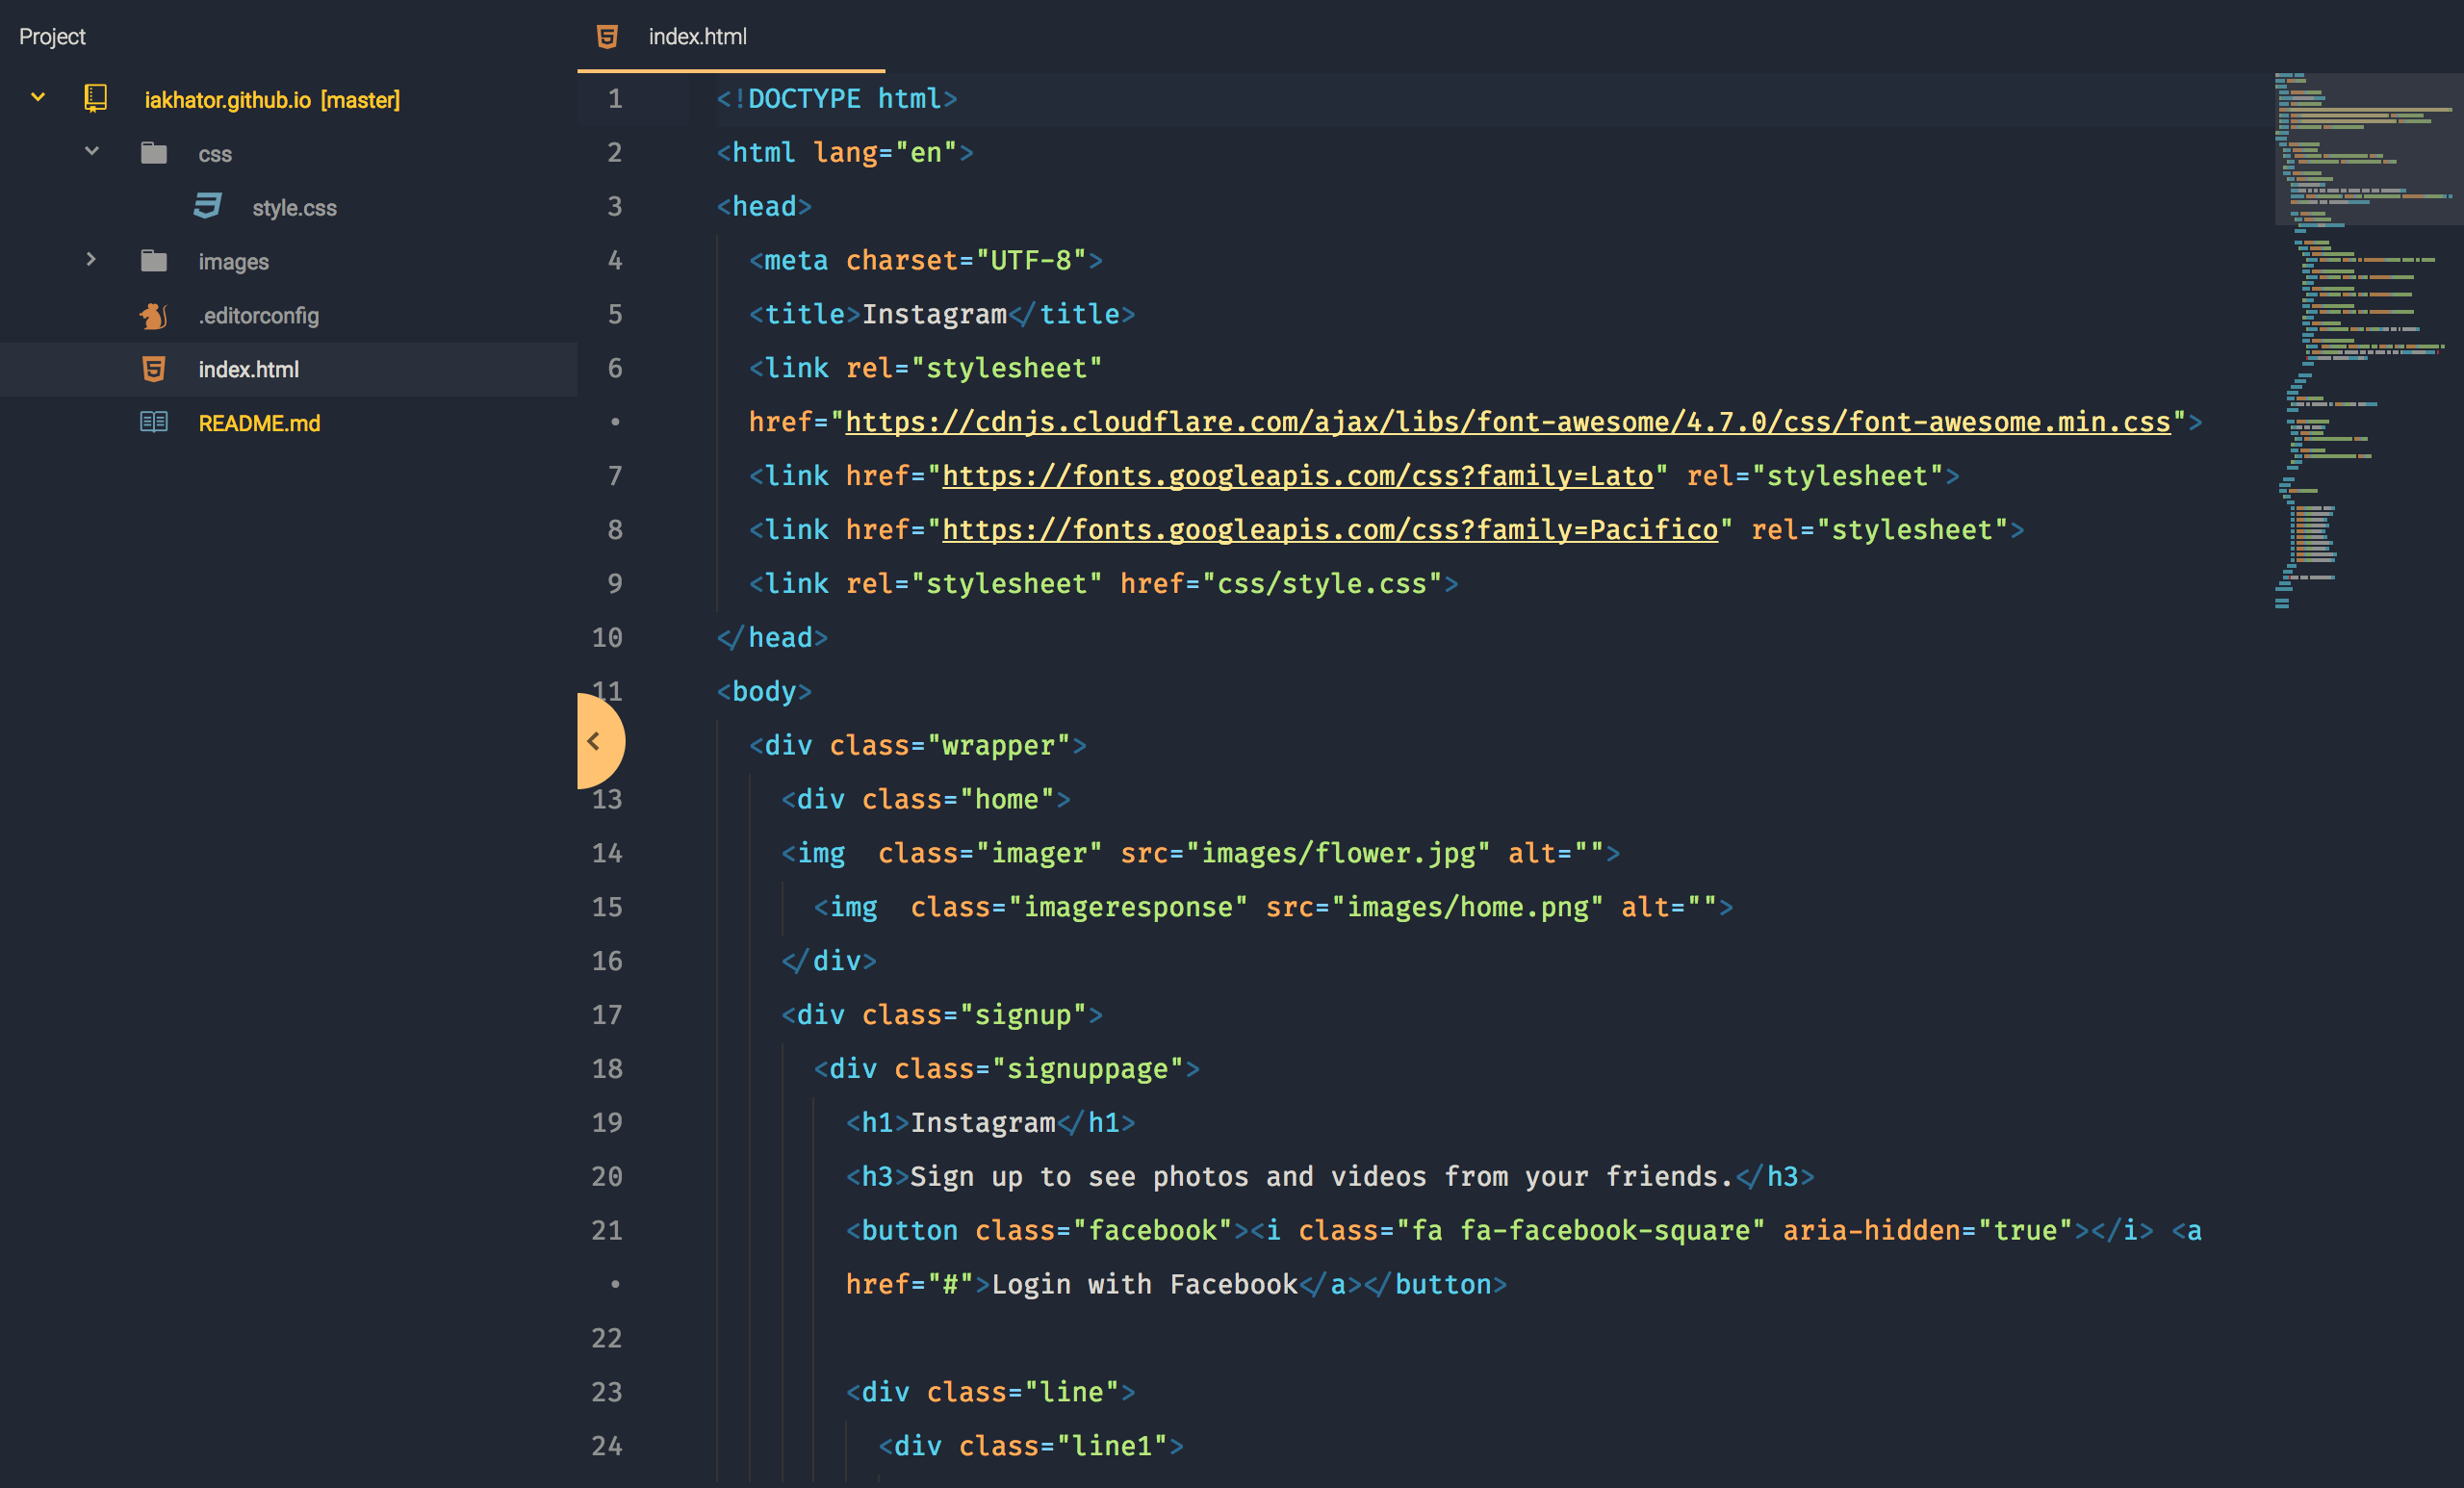 Project
iakhator.github.io [master]
css
style.css
images
.editorconfig
index.html
README.md
index.html
1 <!DOCTYPE html>
2 <html lang="en">
3 <head>
4 <meta charset="UTF-8">
5 <title>Instagram</title>
6 <link rel="stylesheet"
• href="https://cdnjs.cloudflare.com/ajax/libs/font-awesome/4.7.0/css/font-awesome.min.css">
7 <link href="https://fonts.googleapis.com/css?family=Lato" rel="stylesheet">
8 <link href="https://fonts.googleapis.com/css?family=Pacifico" rel="stylesheet">
9 <link rel="stylesheet" href="css/style.css">
10 </head>
11 <body>
<div class="wrapper">
13 <div class="home">
14 <img  class="imager" src="images/flower.jpg" alt="">
15 <img  class="imageresponse" src="images/home.png" alt="">
16 </div>
17 <div class="signup">
18 <div class="signuppage">
19 <h1>Instagram</h1>
20 <h3>Sign up to see photos and videos from your friends.</h3>
21 <button class="facebook"><i class="fa fa-facebook-square" aria-hidden="true"></i> <a
• href="#">Login with Facebook</a></button>
22
23 <div class="line">
24 <div class="line1">